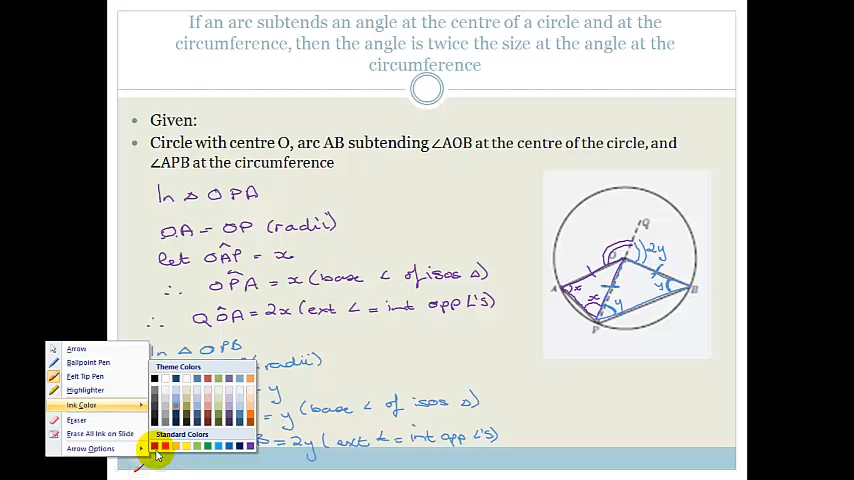 If an arc subtends an angle at the centre of a circle and at the
circumference, then the angle is twice the size at the angle at the
circumference
• Given:
• Circle with centre O, arc AB subtending ∠AOB at the centre of the circle, and
∠APB at the circumference
In △ OPA
OA = OP (radii)
let OÂP = x
∴ OP̂A = x (base ∠ of isos △)
∴ QÔA = 2x (ext ∠ = int opp ∠'s)
In △ OPB
(radii)
= y
= y (base ∠ of isos △)
B = 2y (ext ∠ = int opp ∠'s)
Q
2y
O
A
x
x
y
y
B
P
Arrow
Ballpoint Pen
Felt Tip Pen
Highlighter
Ink Color
Eraser
Erase All Ink on Slide
Arrow Options
Theme Colors
Standard Colors